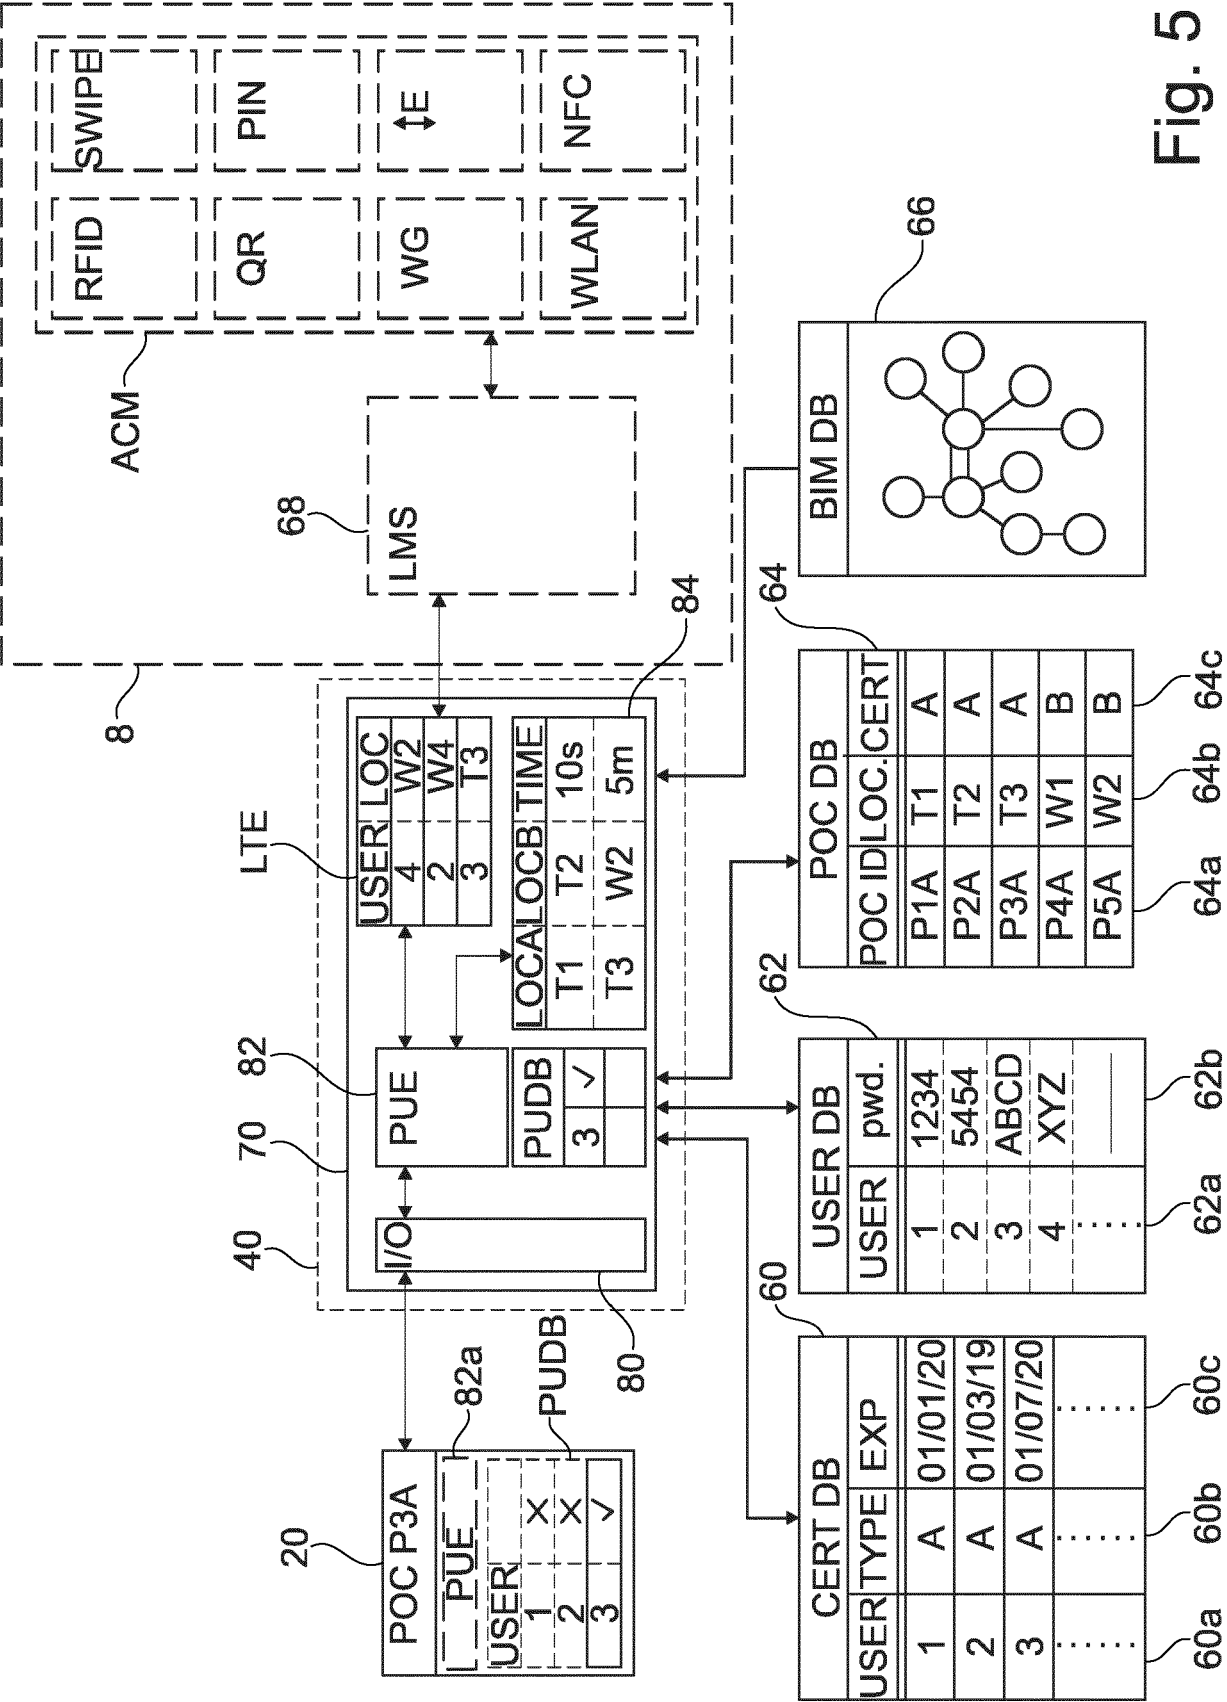 8
ACM
RFID SWIPE
QR PIN
WG E
WLAN NFC
68
LMS
40
70
82
LTE
20
POC P3A
82a
PUE
PUDB
USER
1 X
2 X
3 ✓
I/O
80
PUE
PUDB
3 ✓
USER LOC
4 W2
2 W4
3 T3
84
LOCA LOCB TIME
T1 T2 10s
T3 W2 5m
60
CERT DB
USER TYPE EXP
1 A 01/01/20
2 A 01/03/19
3 A 01/07/20
60a 60b 60c
62
USER DB
USER pwd.
1 1234
2 5454
3 ABCD
4 XYZ
62a 62b
64
POC DB
POC ID LOC. CERT
P1A T1 A
P2A T2 A
P3A T3 A
P4A W1 B
P5A W2 B
64a 64b 64c
66
BIM DB
Fig. 5